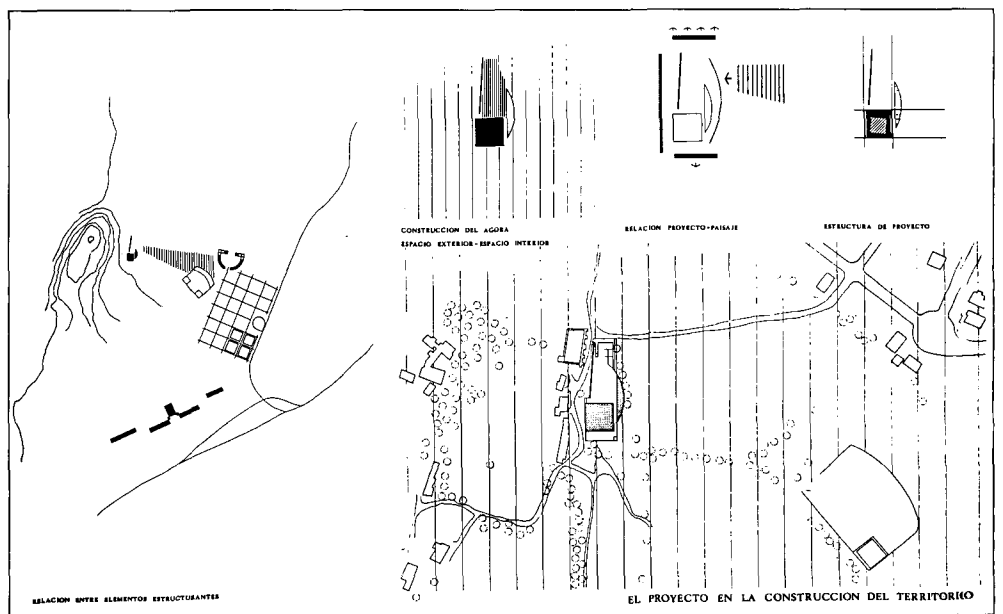 CONSTRUCCION DEL AGORA
ESPACIO EXTERIOR-ESPACIO INTERIOR
RELACION PROYECTO-PAISAJE
ESTRUCTURA DE PROYECTO
RELACION ENTRE ELEMENTOS ESTRUCTURANTES
EL PROYECTO EN LA CONSTRUCCION DEL TERRITORIO